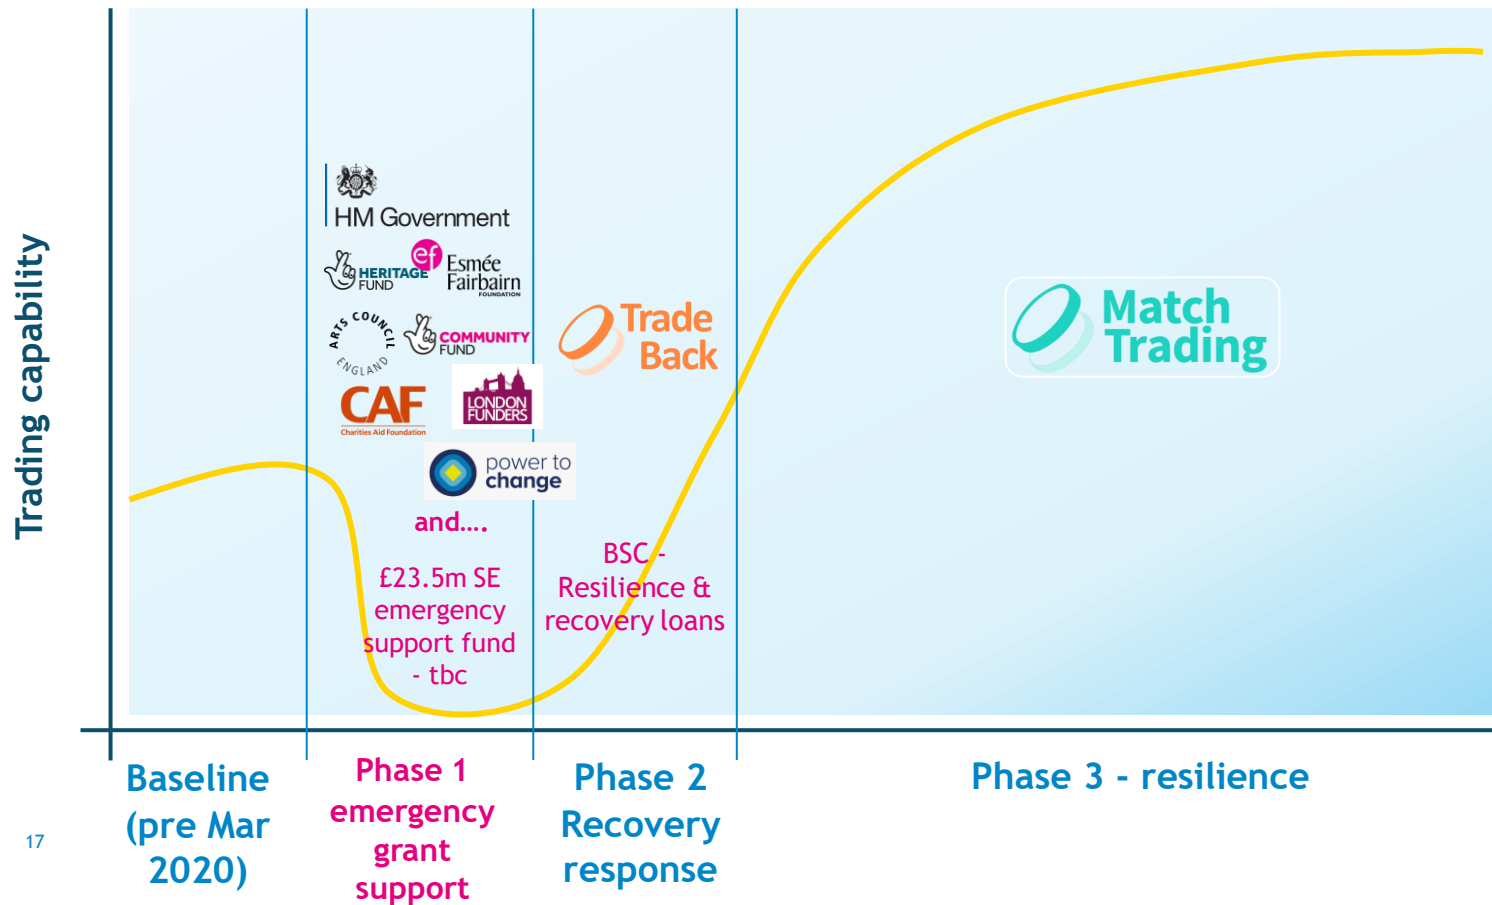 Trading capability
HM Government
HERITAGE
FUND
ef
Esmée
Fairbairn
FOUNDATION
ARTS COUNCIL
ENGLAND
COMMUNITY
FUND
CAF
Charities Aid Foundation
LONDON
FUNDERS
power to
change
and....
£23.5m SE
emergency
support fund
- tbc
Trade
Back
BSC -
Resilience &
recovery loans
Match
Trading
Baseline
(pre Mar
2020)
Phase 1
emergency
grant
support
Phase 2
Recovery
response
Phase 3 - resilience
17